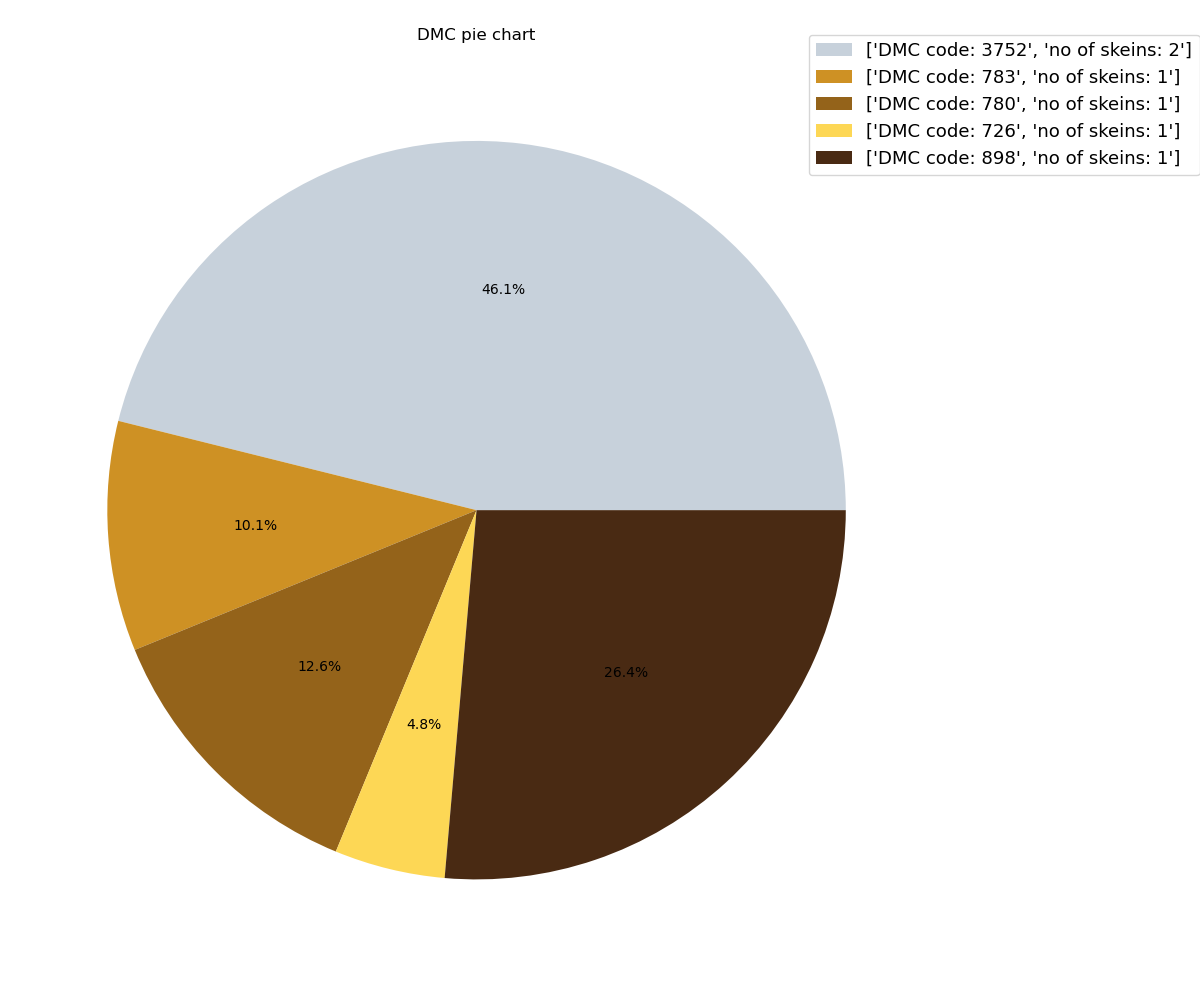 DMC pie chart
['DMC code: 3752', 'no of skeins: 2']
['DMC code: 783', 'no of skeins: 1']
['DMC code: 780', 'no of skeins: 1']
['DMC code: 726', 'no of skeins: 1']
['DMC code: 898', 'no of skeins: 1']
46.1%
10.1%
12.6%
26.4%
4.8%